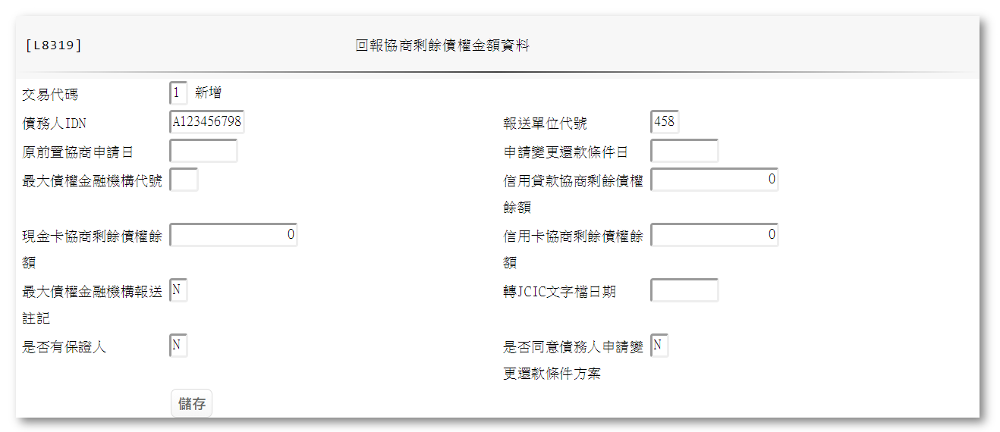 [L8319] 回報協商剩餘債權金額資料
交易代碼 1 新增
債務人IDN A123456798 報送單位代號 458
原前置協商申請日 申請變更還款條件日
最大債權金融機構代號 信用貸款協商剩餘債權 0
餘額
現金卡協商剩餘債權餘 0 信用卡協商剩餘債權餘 0
額 額
最大債權金融機構報送 N 轉JCIC文字檔日期
註記
是否有保證人 N 是否同意債務人申請變 N
更還款條件方案
儲存